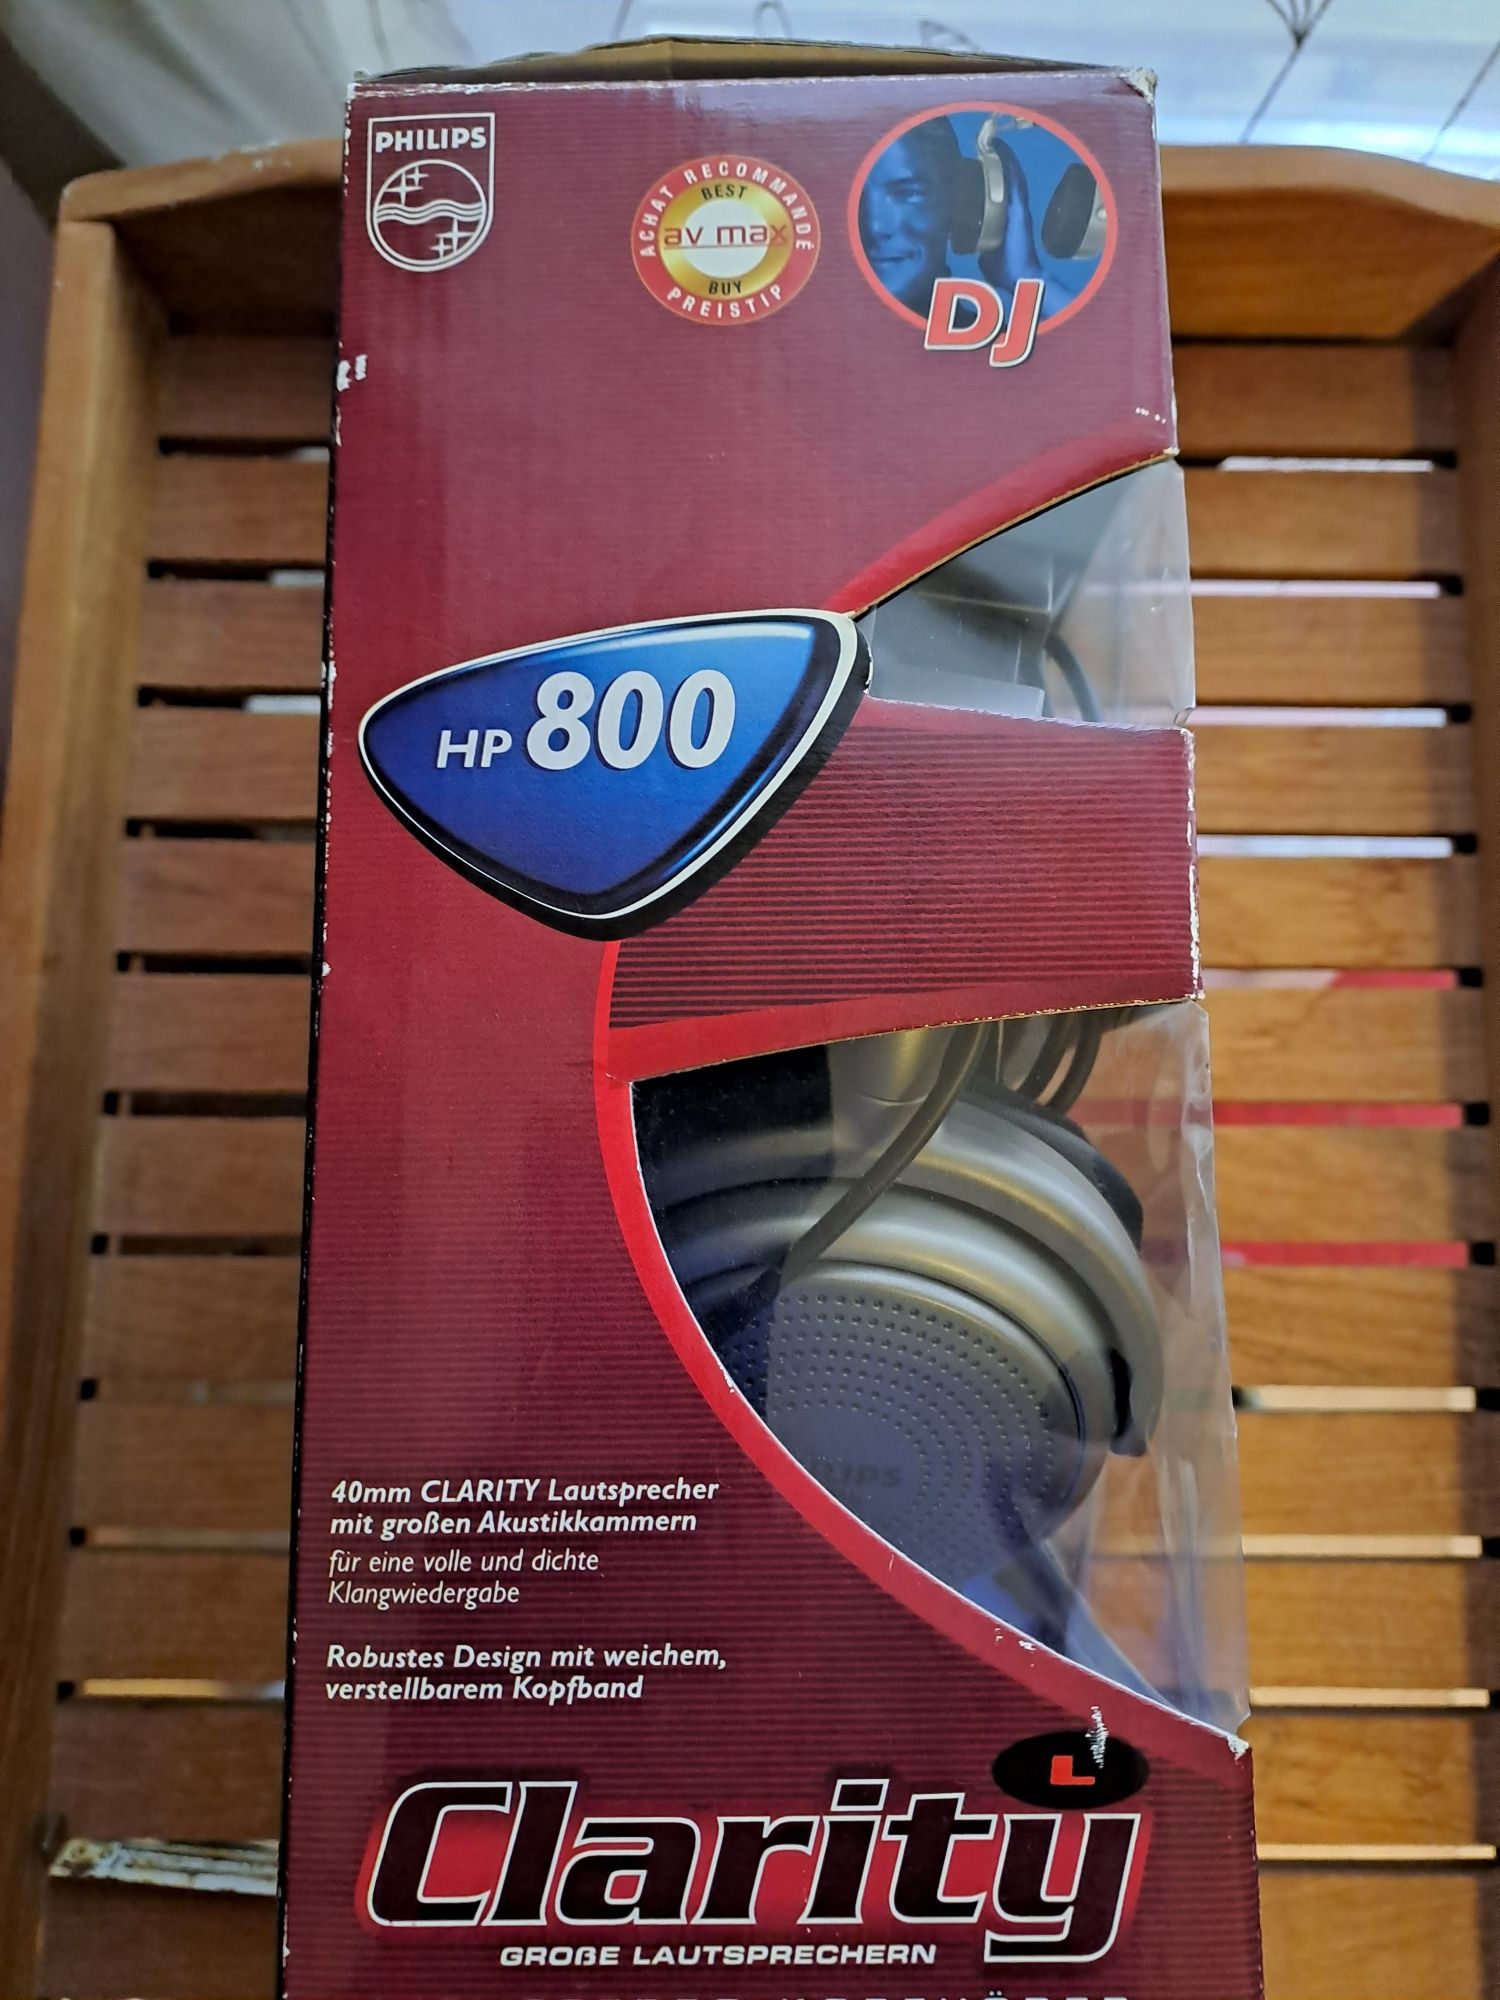 PHILIPS
ACHAT RECOMMANDÉ
BEST
av max
BUY
PREISTIP
DJ
HP 800
40mm CLARITY Lautsprecher
mit großen Akustikkammern
für eine volle und dichte
Klangwiedergabe
Robustes Design mit weichem,
verstellbarem Kopfband
L
Clarity
GROßE LAUTSPRECHERN